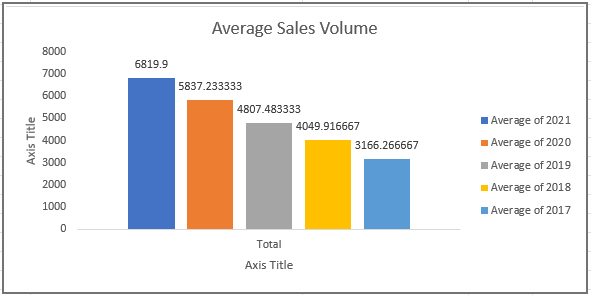 Average Sales Volume
8000
7000
6000
5000
4000
3000
2000
1000
0
Axis Title
6819.9
5837.233333
4807.483333
4049.916667
3166.266667
Total
Axis Title
Average of 2021
Average of 2020
Average of 2019
Average of 2018
Average of 2017